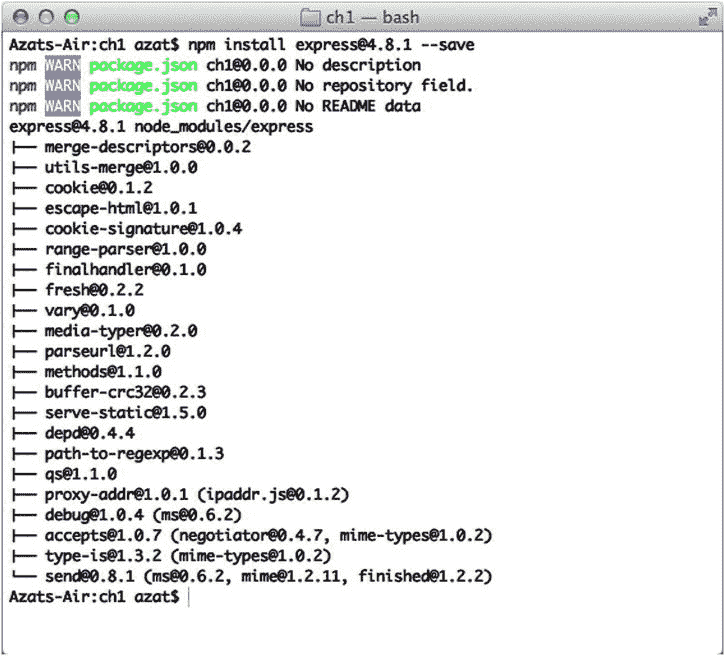 ch1 — bash
Azats-Air:ch1 azat$ npm install express@4.8.1 --save
npm WARN package.json ch1@0.0.0 No description
npm WARN package.json ch1@0.0.0 No repository field.
npm WARN package.json ch1@0.0.0 No README data
express@4.8.1 node_modules/express
├── merge-descriptors@0.0.2
├── utils-merge@1.0.0
├── cookie@0.1.2
├── escape-html@1.0.1
├── cookie-signature@1.0.4
├── range-parser@1.0.0
├── finalhandler@0.1.0
├── fresh@0.2.2
├── vary@0.1.0
├── media-typer@0.2.0
├── parseurl@1.2.0
├── methods@1.1.0
├── buffer-crc32@0.2.3
├── serve-static@1.5.0
├── depd@0.4.4
├── path-to-regexp@0.1.3
├── qs@1.1.0
├── proxy-addr@1.0.1 (ipaddr.js@0.1.2)
├── debug@1.0.4 (ms@0.6.2)
├── accepts@1.0.7 (negotiator@0.4.7, mime-types@1.0.2)
├── type-is@1.3.2 (mime-types@1.0.2)
└── send@0.8.1 (ms@0.6.2, mime@1.2.11, finished@1.2.2)
Azats-Air:ch1 azat$